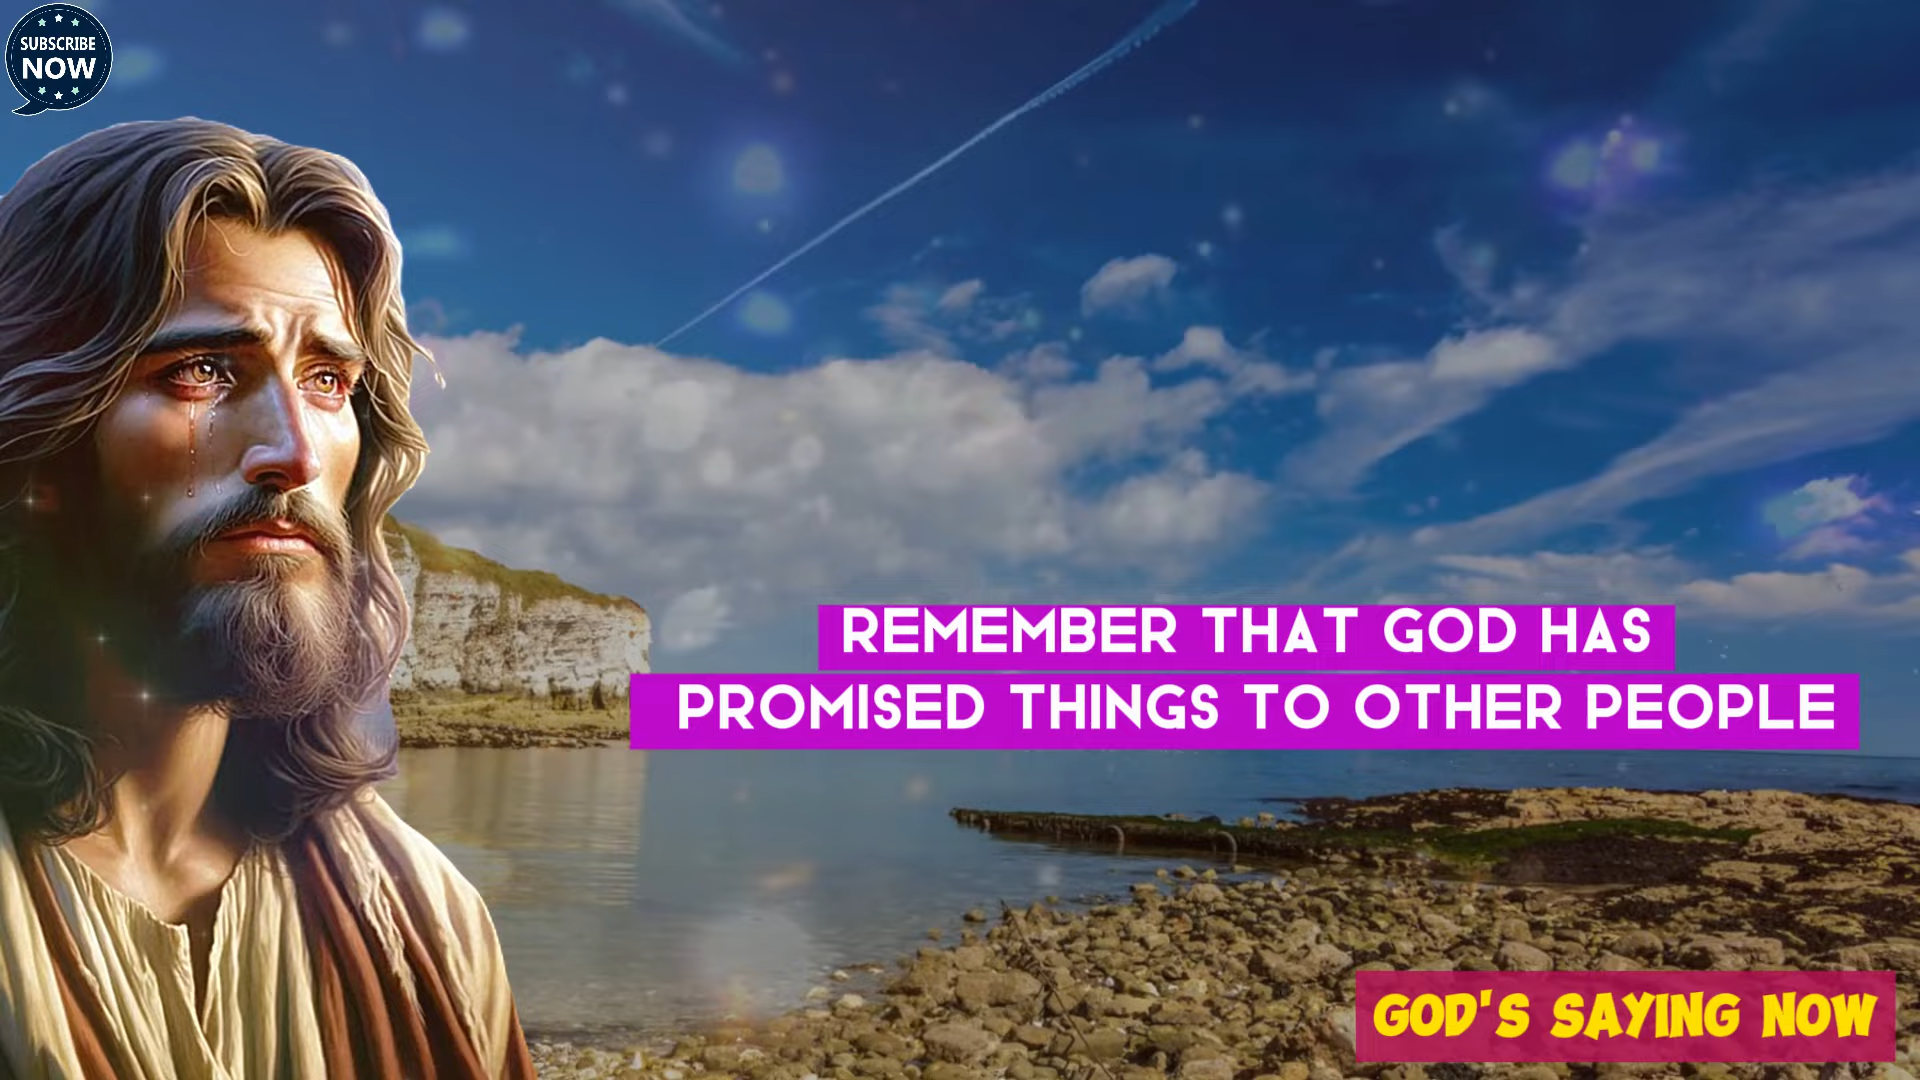 SUBSCRIBE
NOW
REMEMBER THAT GOD HAS
PROMISED THINGS TO OTHER PEOPLE
GOD'S SAYING NOW